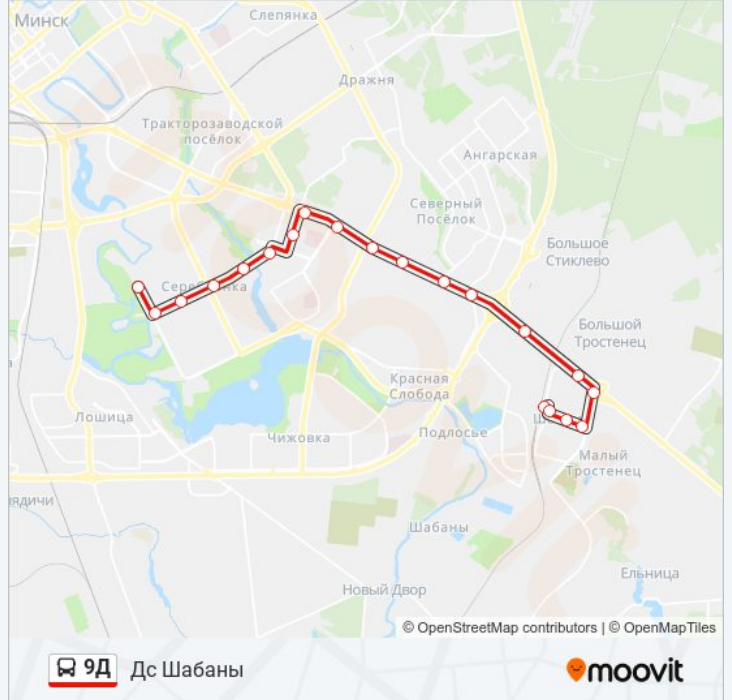 Минск
Слепянка
Дражня
Тракторозаводской
посёлок
Ангарская
Северный
Посёлок
Большое
Стиклево
Серебрянка
Большой
Тростенец
Красная
Слобода
Лошица
Чижовка
Подлосье
Малый
Тростенец
Шабаны
Ельница
Новый Двор
© OpenStreetMap contributors | © OpenMapTiles
9Д Дс Шабаны
moovit